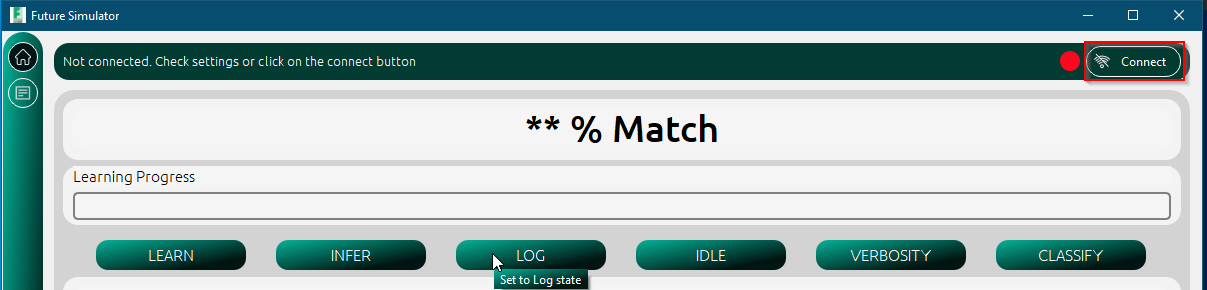 Future Simulator
Not connected. Check settings or click on the connect button
Connect
** % Match
Learning Progress
LEARN INFER LOG IDLE VERBOSITY CLASSIFY
Set to Log state